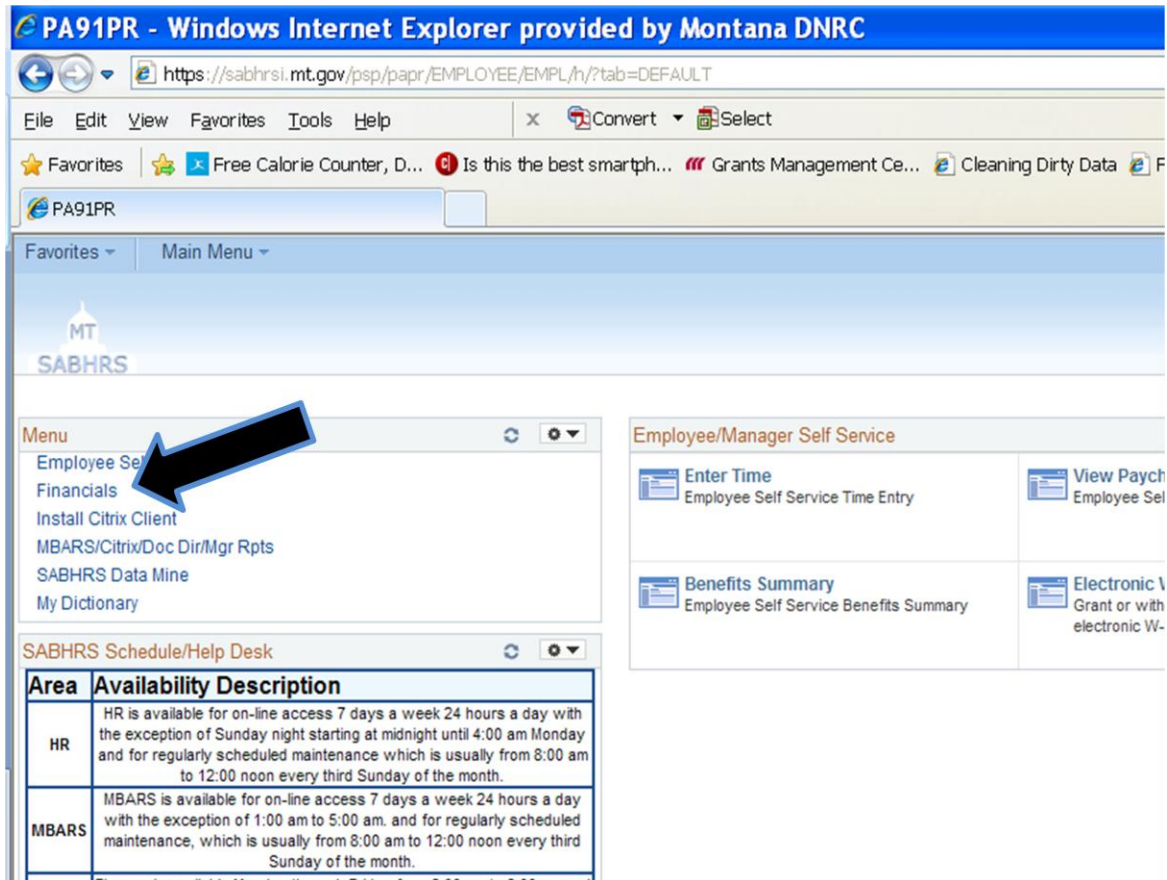 PA91PR - Windows Internet Explorer provided by Montana DNRC
https://sabhrsi.mt.gov/psp/papr/EMPLOYEE/EMPL/h/?tab=DEFAULT
File Edit View Favorites Tools Help x Convert Select
Favorites Free Calorie Counter, D... Is this the best smartph... Grants Management Ce... Cleaning Dirty Data F
PA91PR
Favorites Main Menu
MT
SABHRS
Menu
Employee Se
Financials
Install Citrix Client
MBARS/Citrix/Doc Dir/Mgr Rpts
SABHRS Data Mine
My Dictionary
Employee/Manager Self Service
Enter Time
Employee Self Service Time Entry
View Paych
Employee Sel
Benefits Summary
Employee Self Service Benefits Summary
Electronic
Grant or with
electronic W-
SABHRS Schedule/Help Desk
Area Availability Description
HR is available for on-line access 7 days a week 24 hours a day with
the exception of Sunday night starting at midnight until 4:00 am Monday
HR
and for regularly scheduled maintenance which is usually from 8:00 am
to 12:00 noon every third Sunday of the month.
MBARS is available for on-line access 7 days a week 24 hours a day
with the exception of 1:00 am to 5:00 am. and for regularly scheduled
MBARS
maintenance, which is usually from 8:00 am to 12:00 noon every third
Sunday of the month.